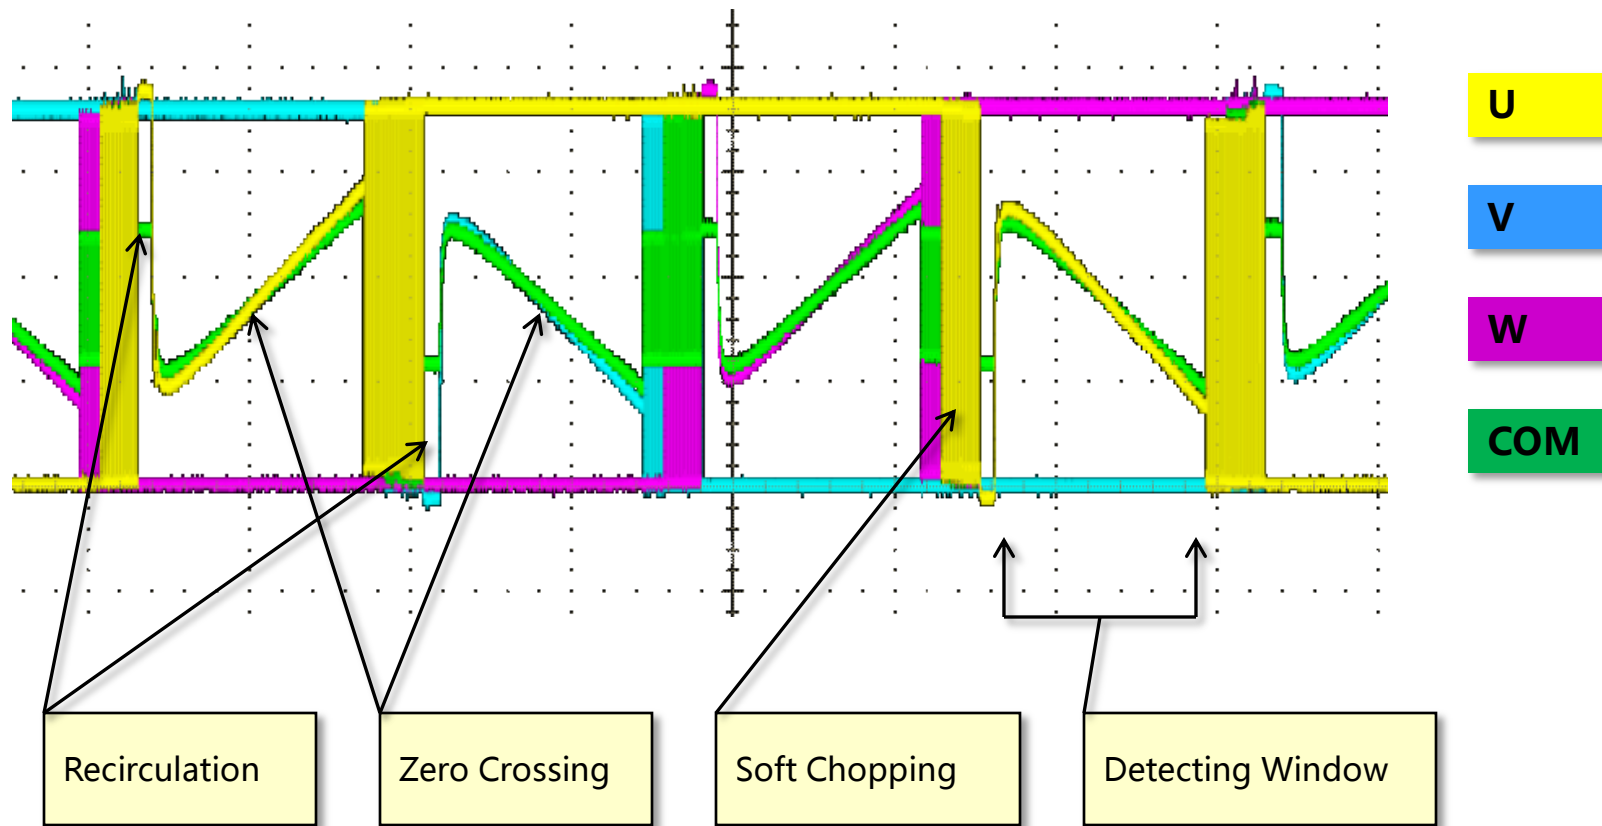 U
V
W
COM
Recirculation
Zero Crossing
Soft Chopping
Detecting Window